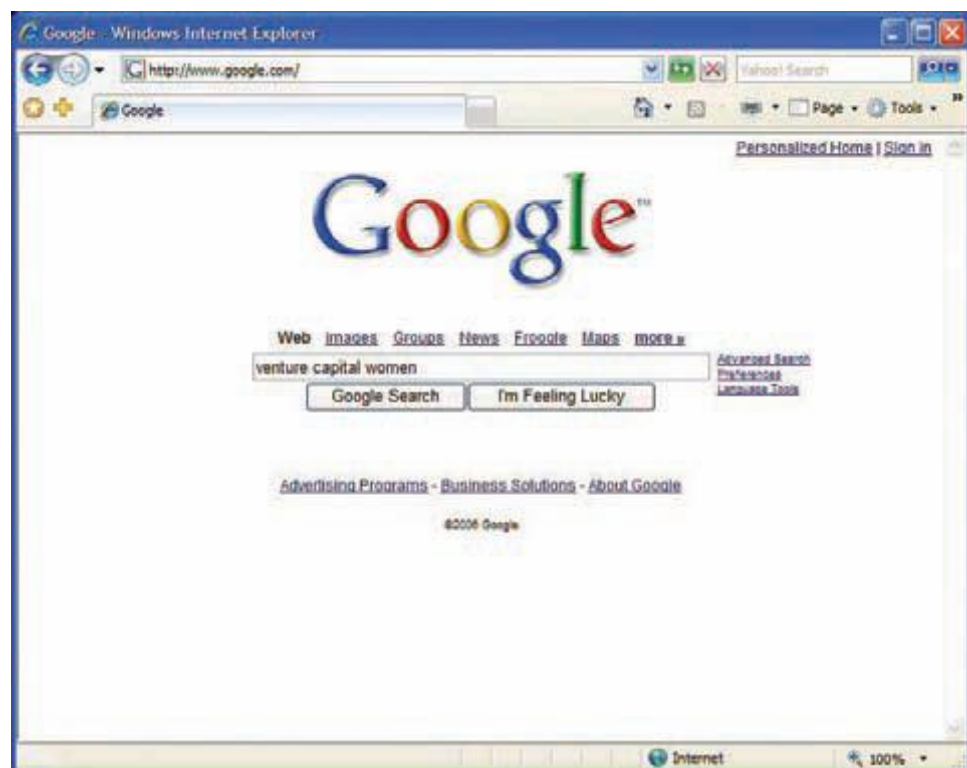 Google - Windows Internet Explorer
http://www.google.com/
Yahoo! Search
Google
Page
Tools
Personalized Home | Sign in
Google™
Web Images Groups News Froogle Maps more »
venture capital women
Advanced Search
Preferences
Language Tools
Google Search I'm Feeling Lucky
Advertising Programs - Business Solutions - About Google
©2006 Google
Internet 100%